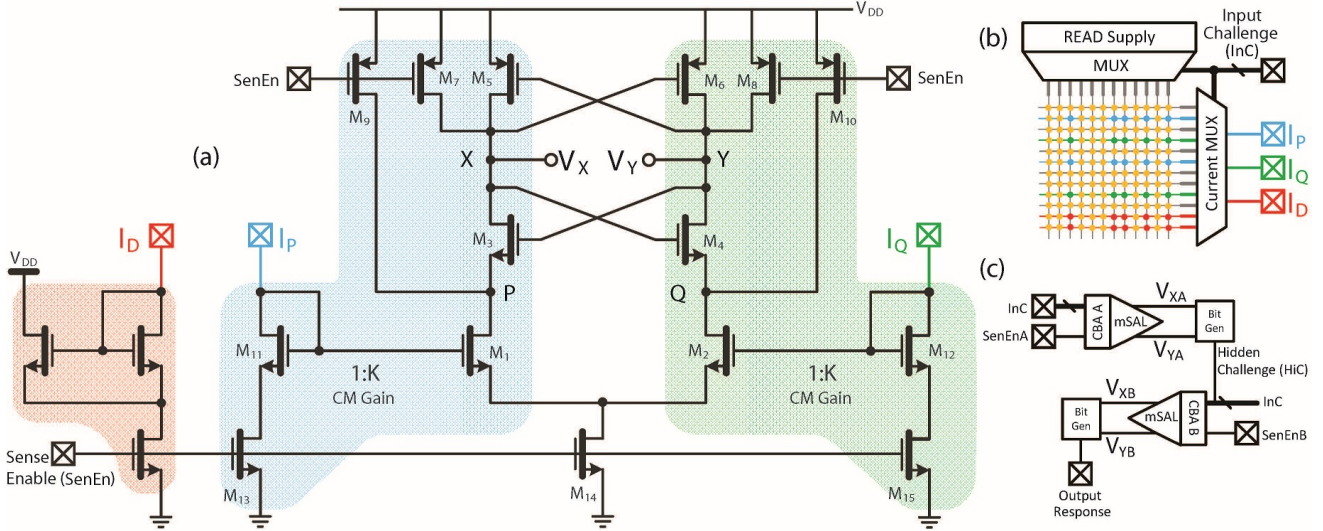 (a)
V_DD
SenEn
M_9
M_7
M_5
M_6
M_8
M_10
SenEn
X
V_X
V_Y
Y
M_3
M_4
P
Q
I_D
I_P
I_Q
V_DD
M_11
M_1
M_2
M_12
1:K
CM Gain
1:K
CM Gain
Sense
Enable (SenEn)
M_13
M_14
M_15
(b)
READ Supply
MUX
Input
Challenge
(InC)
Current MUX
I_P
I_Q
I_D
(c)
InC
SenEnA
CBA A
mSAL
V_XA
V_YA
Bit
Gen
Hidden
Challenge (HiC)
V_XB
V_YB
Bit
Gen
mSAL
CBA B
InC
SenEnB
Output
Response